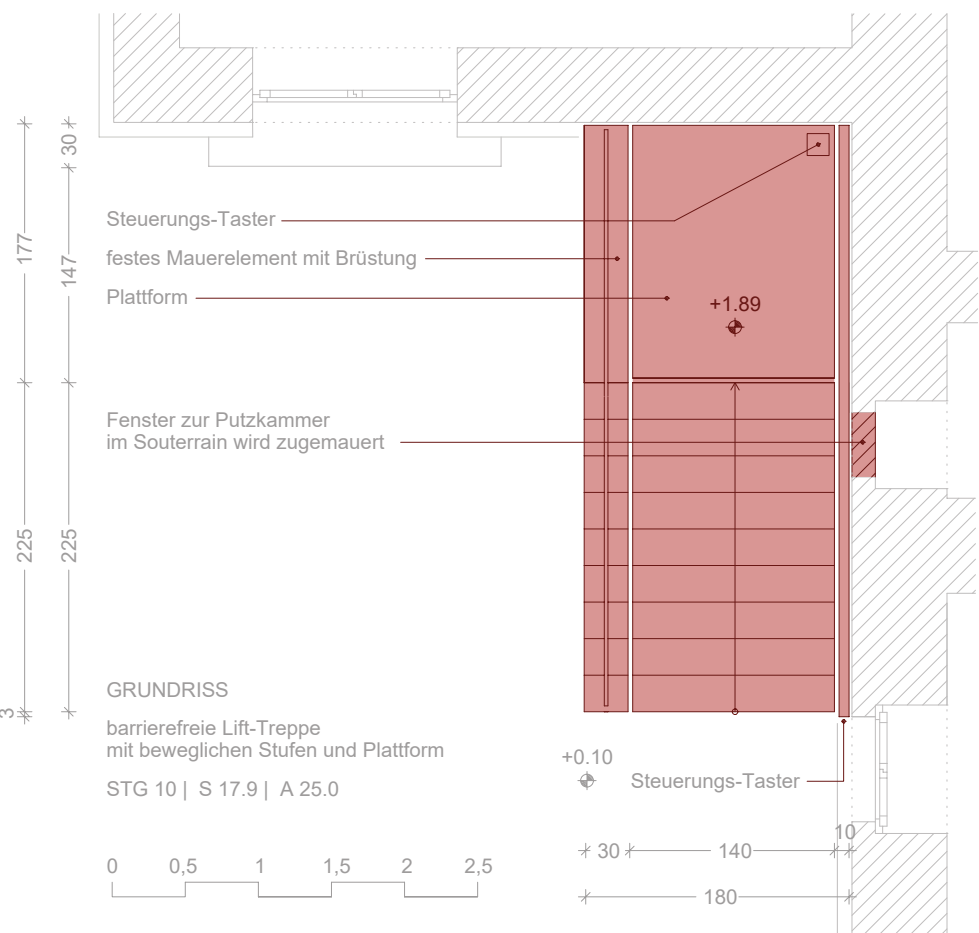 30
177
147
Steuerungs-Taster
festes Mauerelement mit Brüstung
Plattform
+1.89
Fenster zur Putzkammer
im Souterrain wird zugemauert
225
225
GRUNDRISS
3
barrierefreie Lift-Treppe
mit beweglichen Stufen und Plattform
STG 10 | S 17.9 | A 25.0
+0.10
Steuerungs-Taster
10
30
140
0 0,5 1 1,5 2 2,5
180